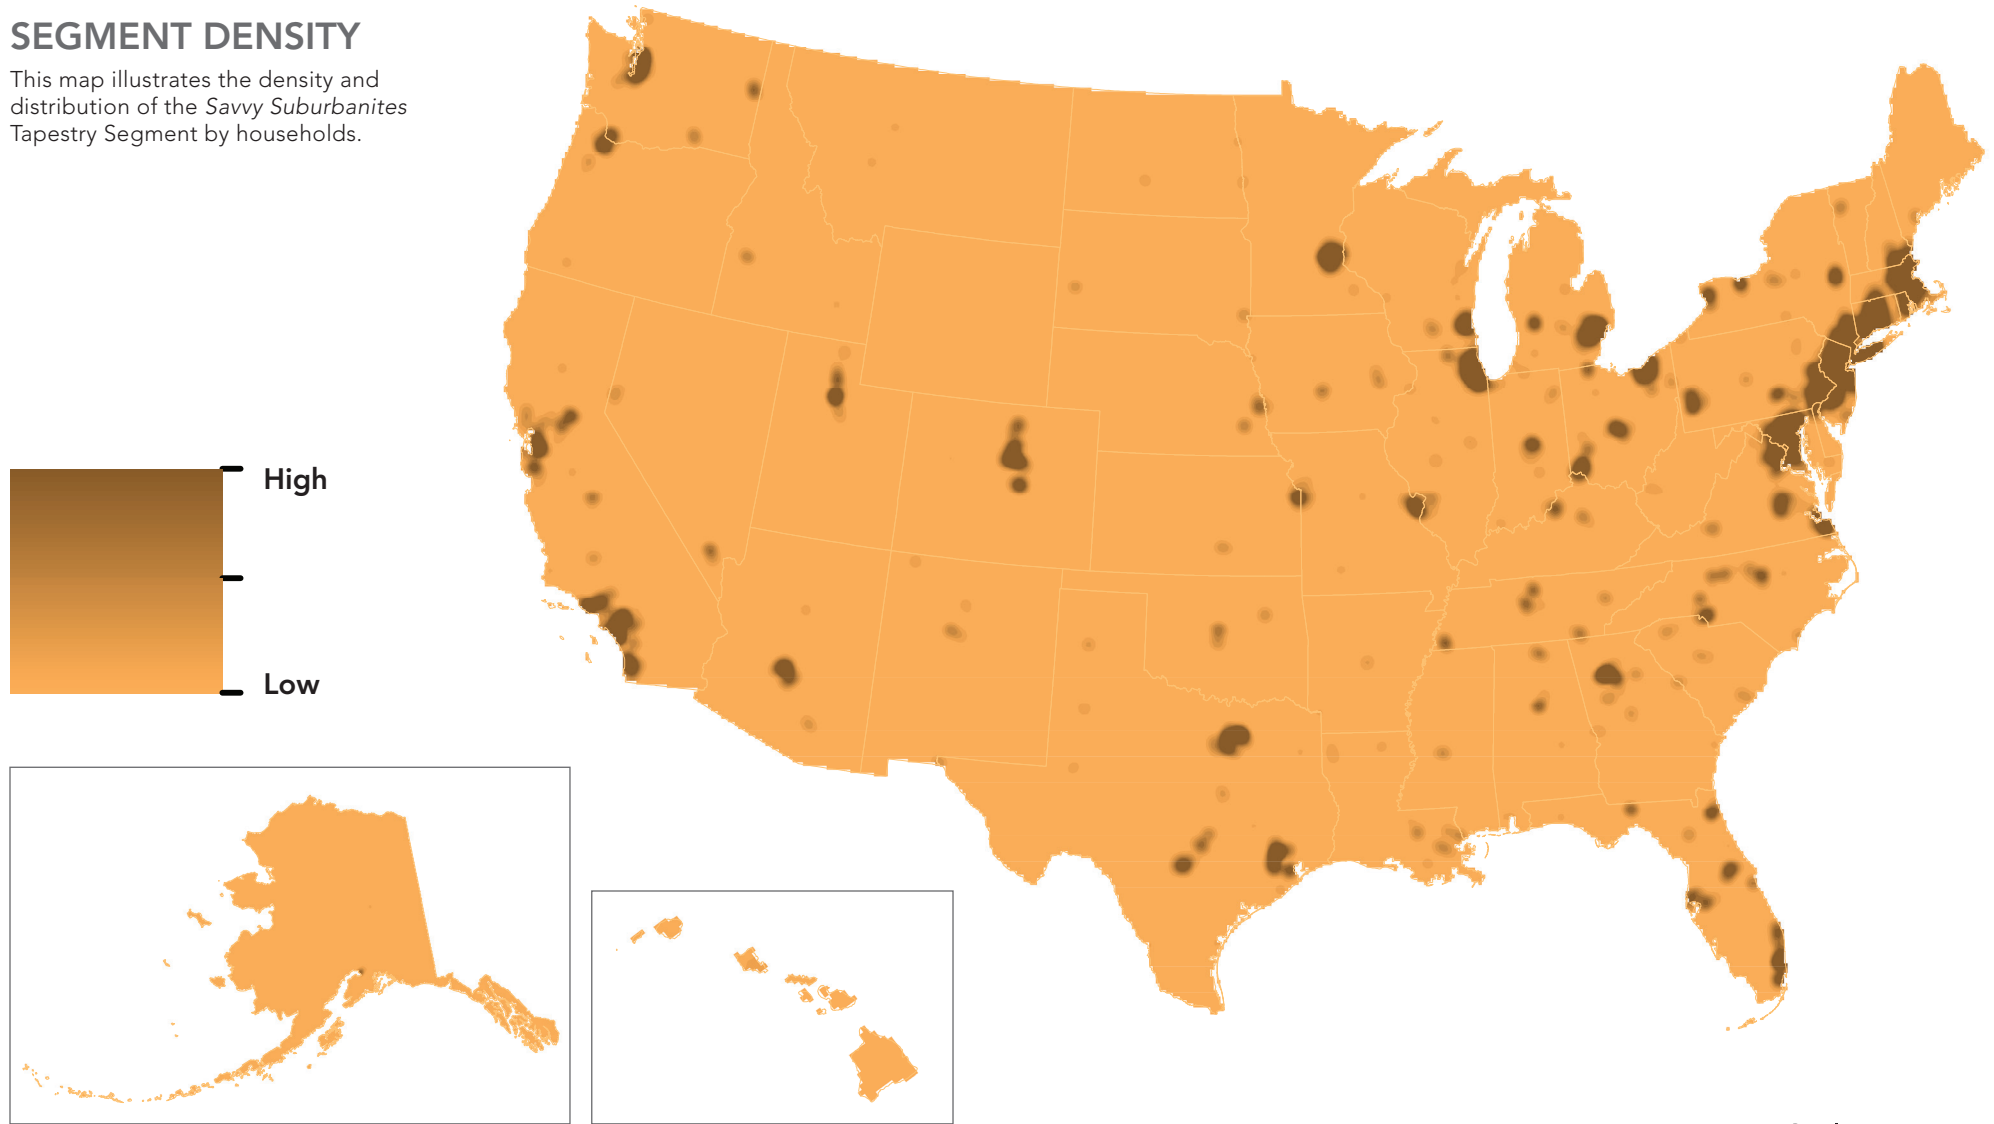 SEGMENT DENSITY
This map illustrates the density and
distribution of the Savvy Suburbanites
Tapestry Segment by households.
High
Low